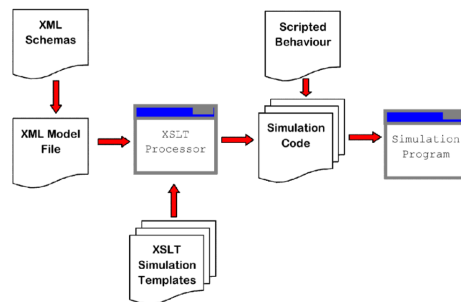 XML
Schemas
Scripted
Behaviour
XML Model
File
XSLT
Processor
Simulation
Code
Simulation
Program
XSLT
Simulation
Templates